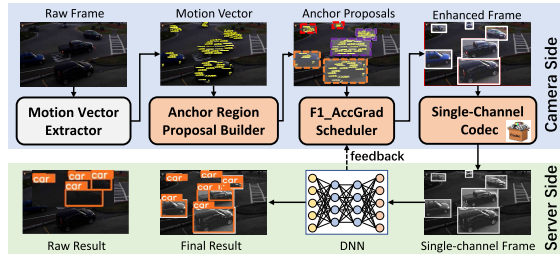 Raw Frame
Motion Vector
Anchor Proposals
Enhanced Frame
Motion Vector
Extractor
Anchor Region
Proposal Builder
F1_AccGrad
Scheduler
Single-Channel
Codec
Camera Side
feedback
car
car
car
car
car
car
Raw Result
Final Result
DNN
Single-channel Frame
Server Side